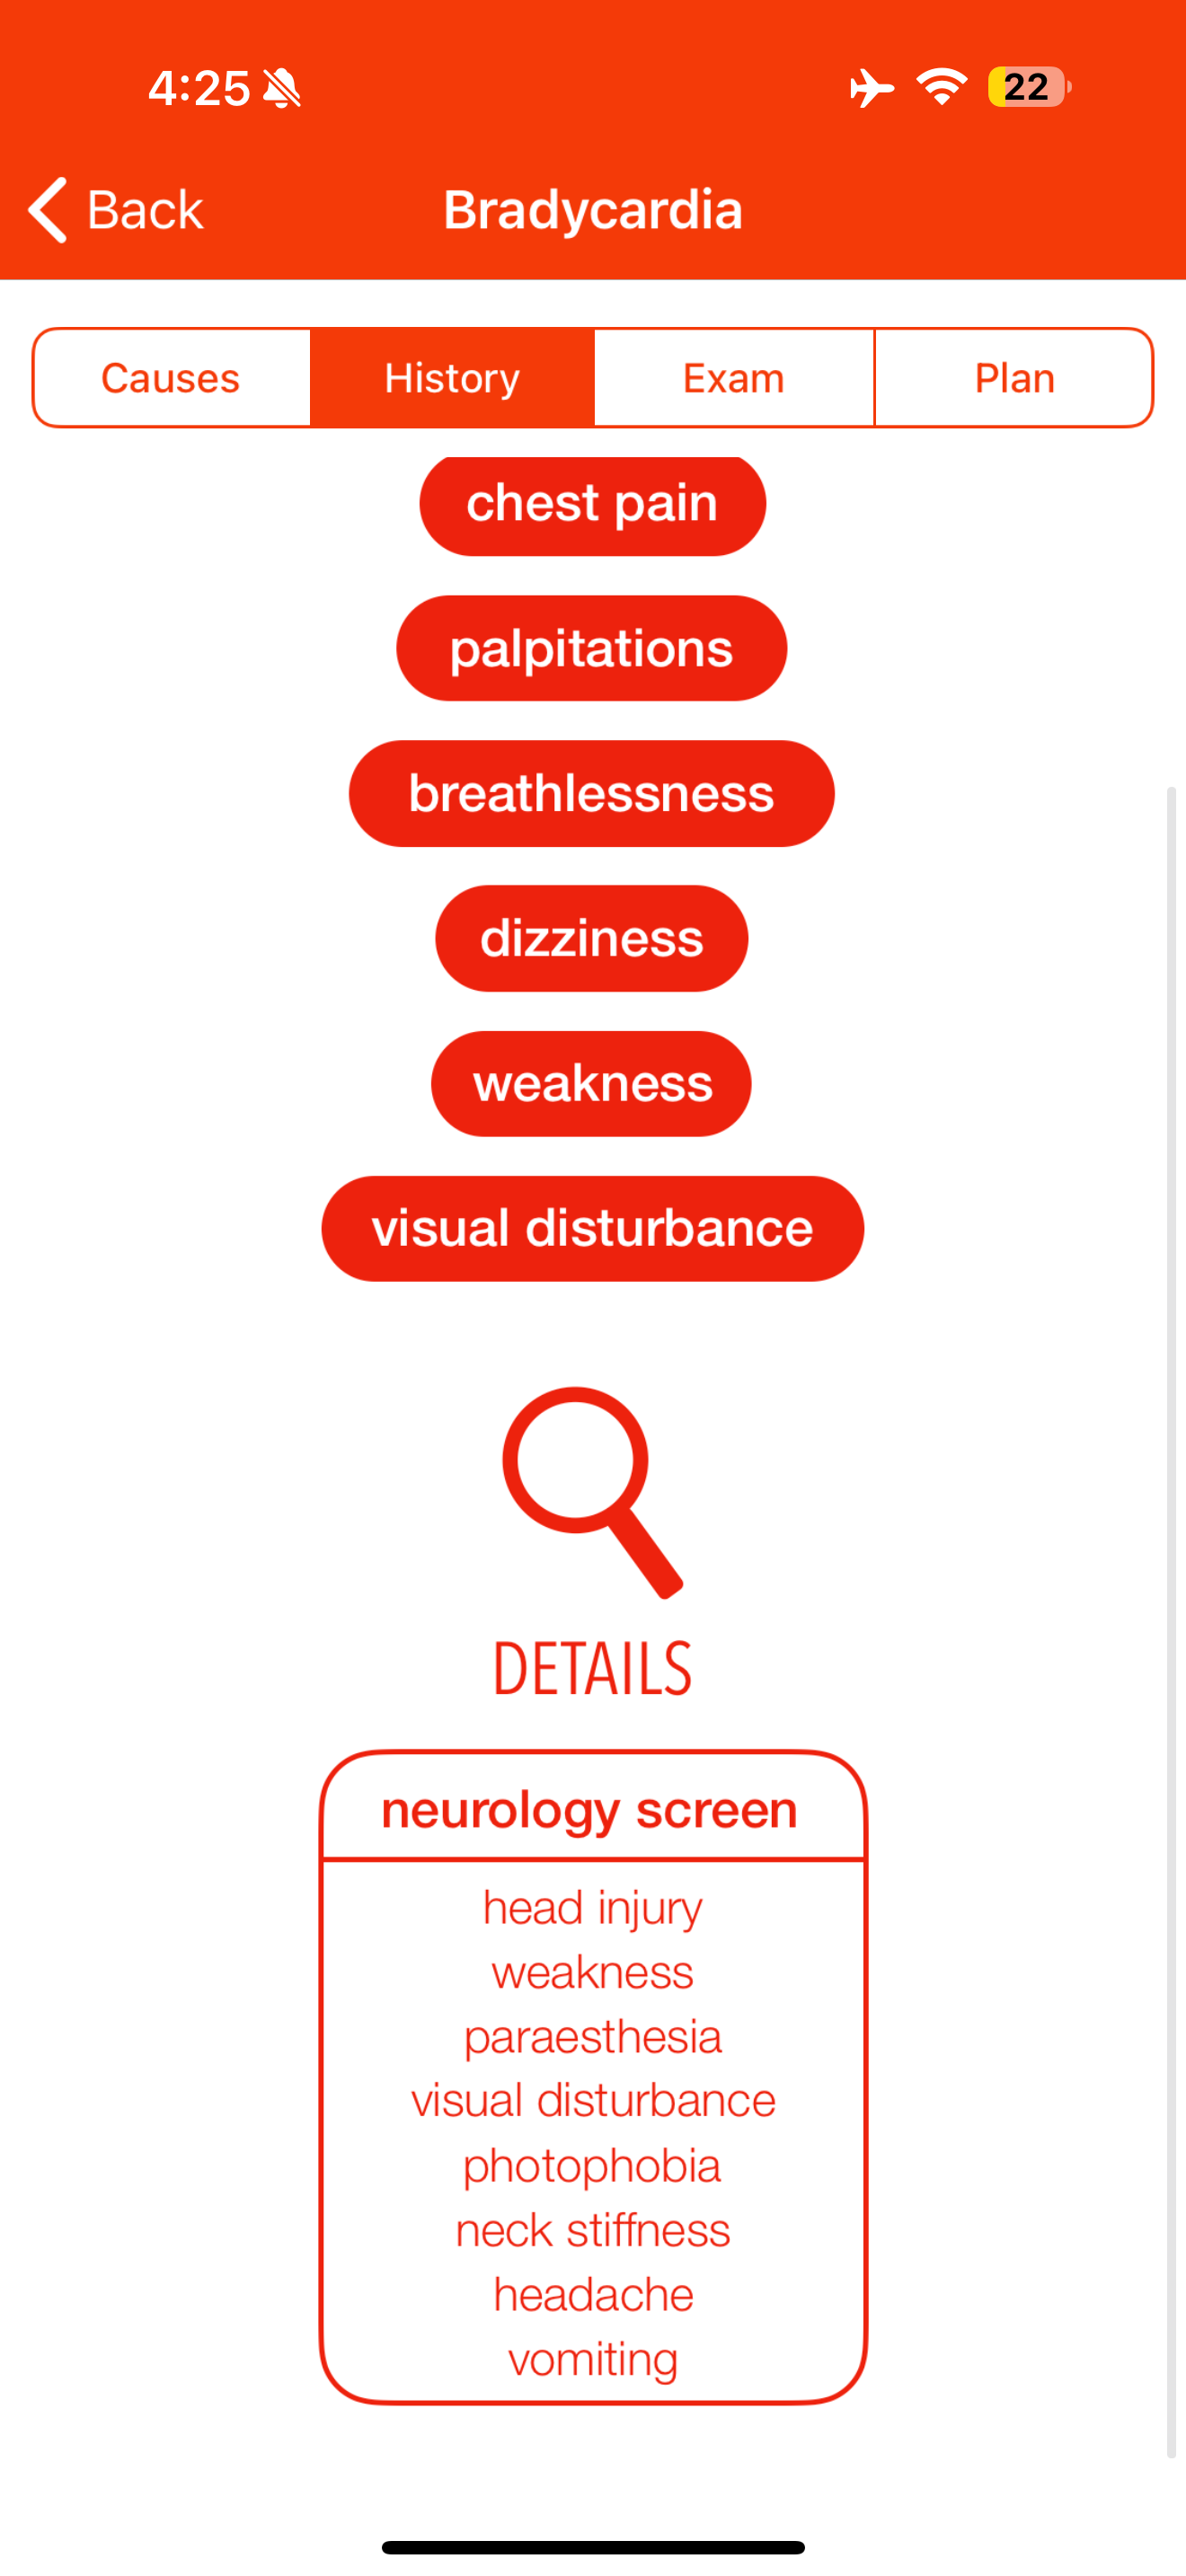 4:25
22
Back
Bradycardia
Causes
History
Exam
Plan
chest pain
palpitations
breathlessness
dizziness
weakness
visual disturbance
DETAILS
neurology screen
head injury
weakness
paraesthesia
visual disturbance
photophobia
neck stiffness
headache
vomiting